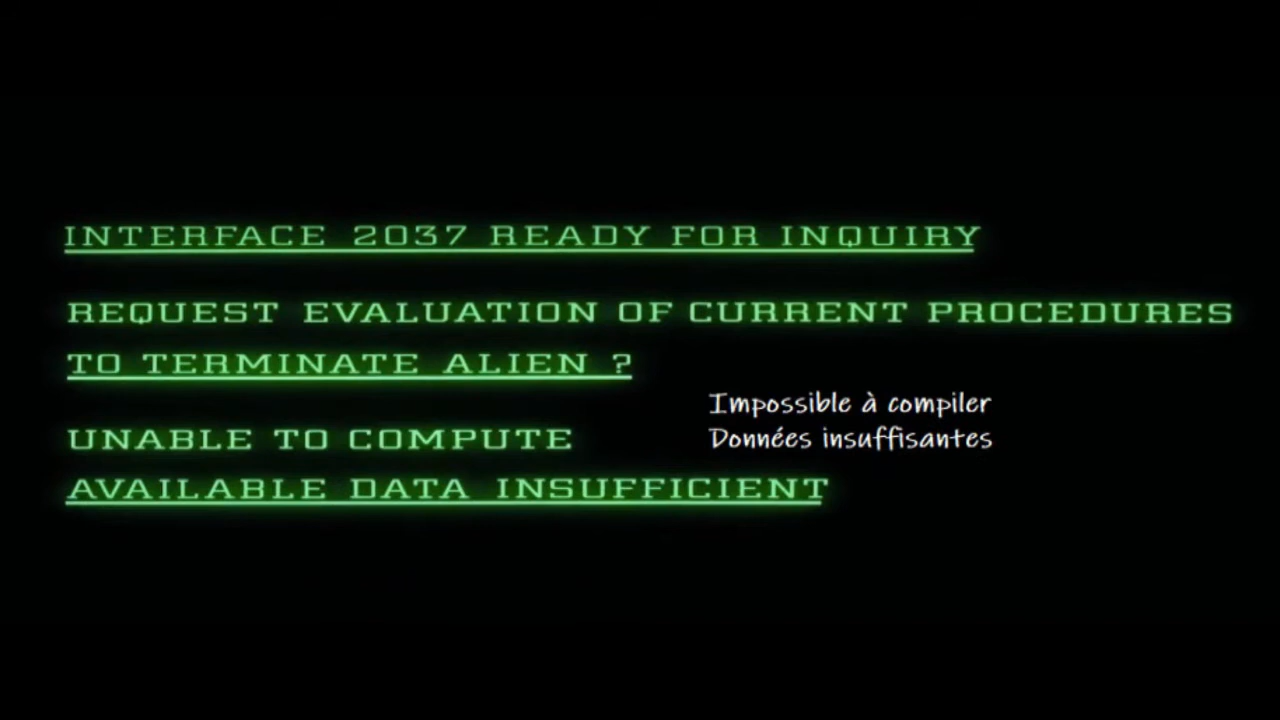 INTERFACE 2037 READY FOR INQUIRY
REQUEST EVALUATION OF CURRENT PROCEDURES
TO TERMINATE ALIEN ?
Impossible à compiler
Données insuffisantes
UNABLE TO COMPUTE
AVAILABLE DATA INSUFFICIENT